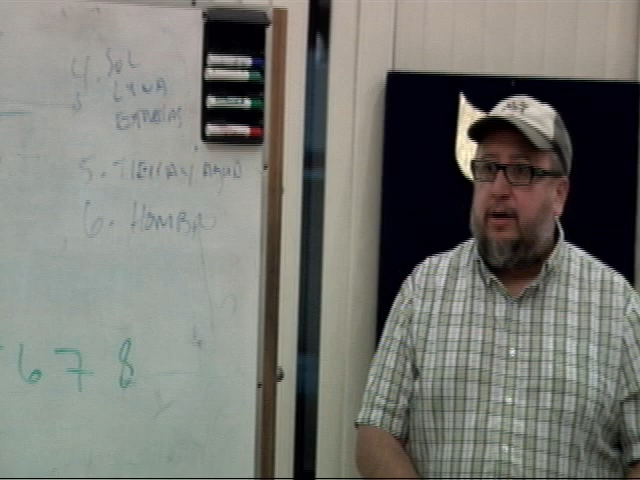 4. SOL
LUNA
ESTRELLAS
5. TIERRA Y AGUA
6. HOMBRE
6 7 8